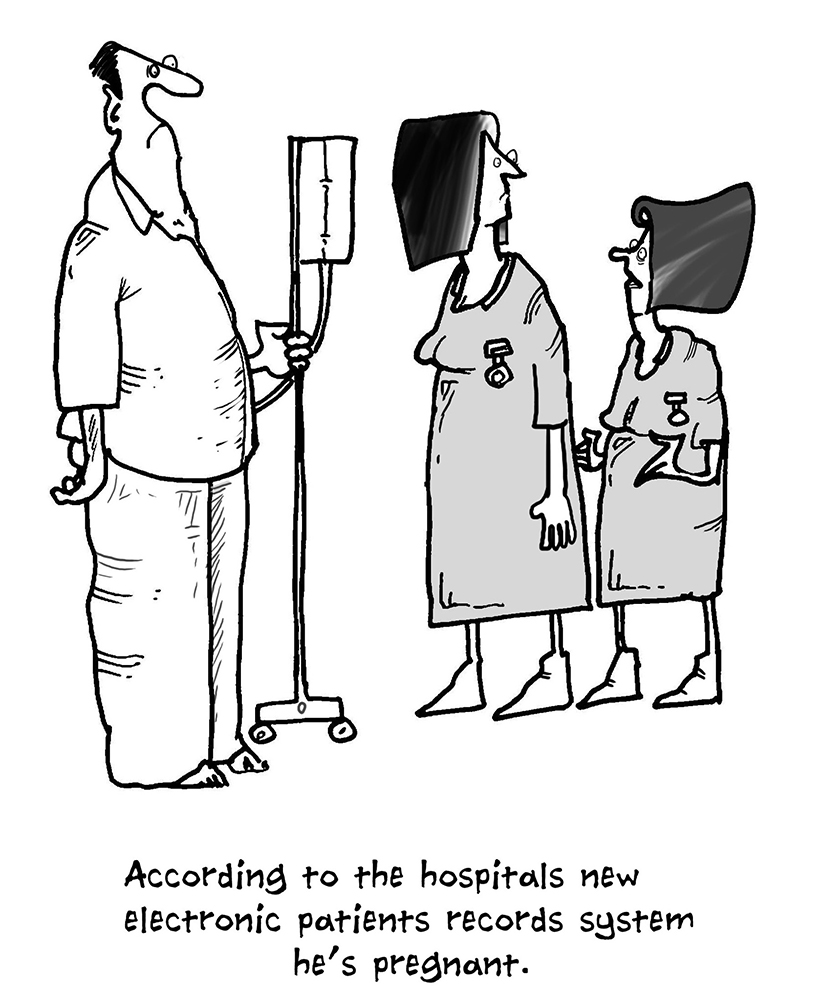 According to the hospitals new
electronic patients records system
he's pregnant.